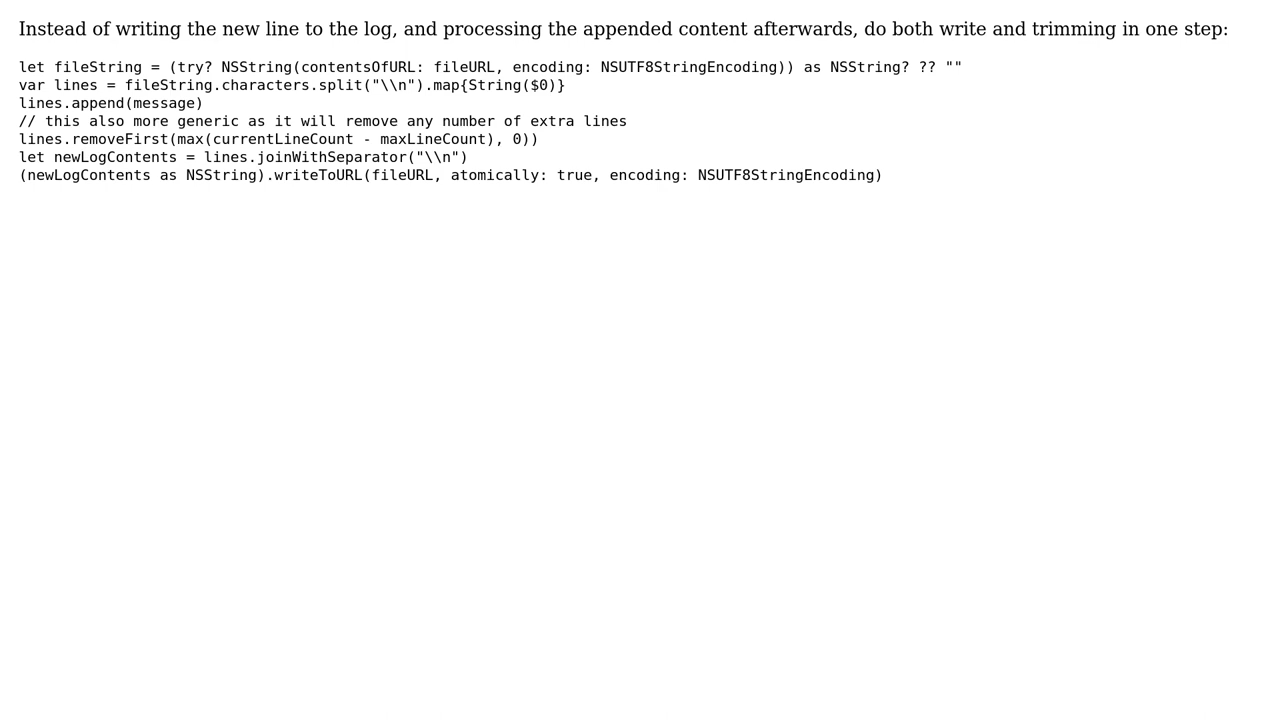 Instead of writing the new line to the log, and processing the appended content afterwards, do both write and trimming in one step:
let fileString = (try? NSString(contentsOfURL: fileURL, encoding: NSUTF8StringEncoding)) as NSString? ?? ""
var lines = fileString.characters.split("\\n").map{String($0)}
lines.append(message)
// this also more generic as it will remove any number of extra lines
lines.removeFirst(max(currentLineCount - maxLineCount), 0))
let newLogContents = lines.joinWithSeparator("\\n")
(newLogContents as NSString).writeToURL(fileURL, atomically: true, encoding: NSUTF8StringEncoding)